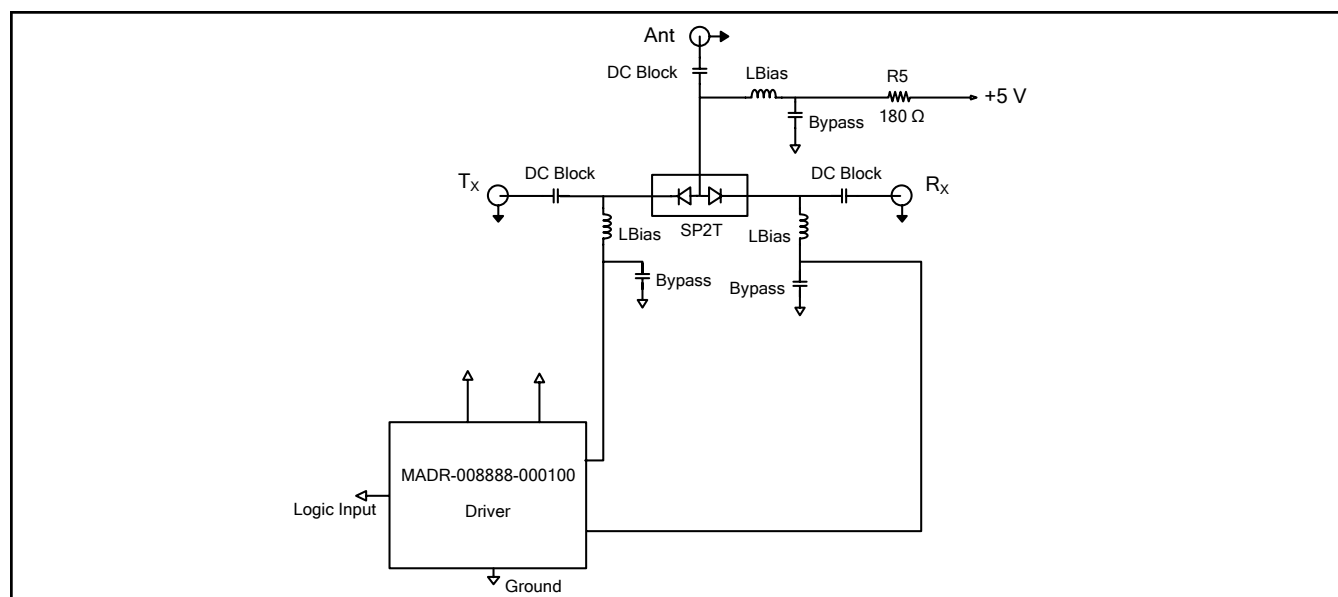 Ant
DC Block
LBias
R5
+5 V
180 Ω
Bypass
TX
DC Block
DC Block
RX
SP2T
LBias
LBias
Bypass
Bypass
MADR-008888-000100
Driver
Logic Input
Ground